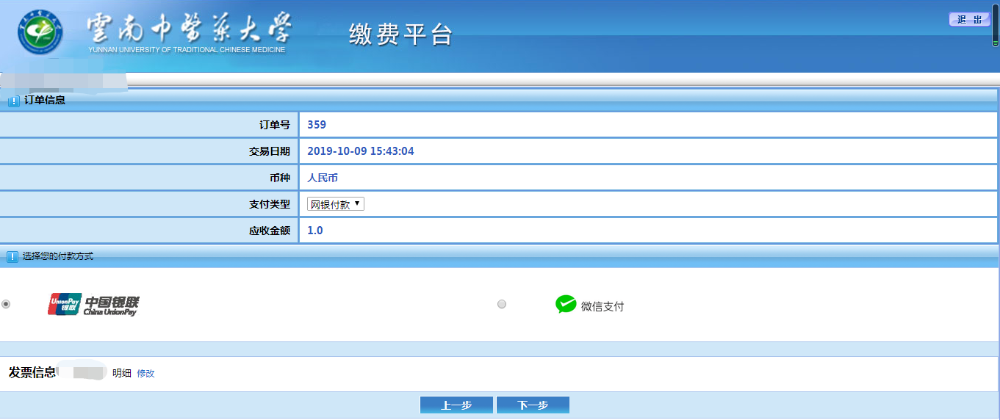 雲南中醫药大学
YUNNAN UNIVERSITY OF TRADITIONAL CHINESE MEDICINE
缴费平台
退 出
订单信息
订单号 359
交易日期 2019-10-09 15:43:04
币种 人民币
支付类型 网银付款
应收金额 1.0
选择您的付款方式
UnionPay 银联 中国银联 China UnionPay
微信支付
发票信息 明细 修改
上一步 下一步